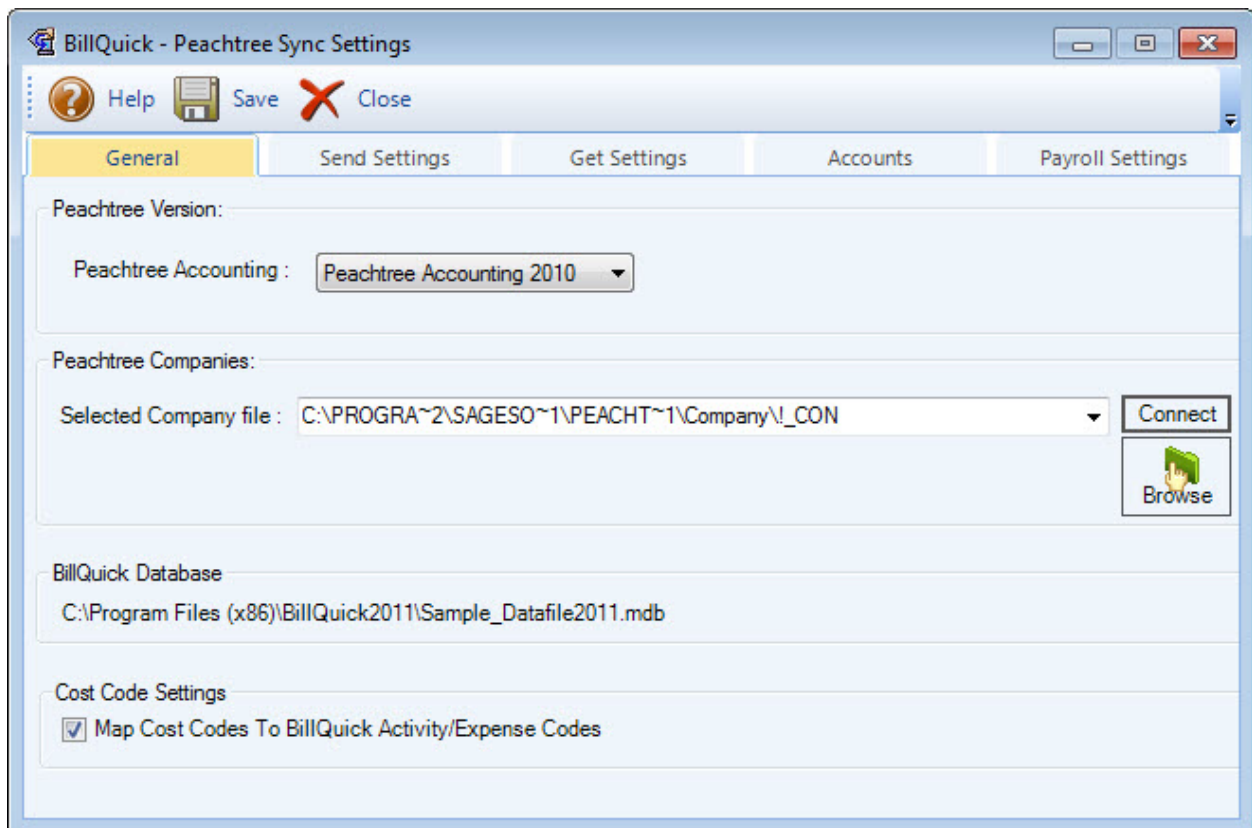 BillQuick - Peachtree Sync Settings
Help Save Close
General Send Settings Get Settings Accounts Payroll Settings
Peachtree Version:
Peachtree Accounting : Peachtree Accounting 2010
Peachtree Companies:
Selected Company file : C:\PROGRA~2\SAGESO~1\PEACHT~1\Company\!_CON Connect
Browse
BillQuick Database
C:\Program Files (x86)\BillQuick2011\Sample_Datafile2011.mdb
Cost Code Settings
Map Cost Codes To BillQuick Activity/Expense Codes